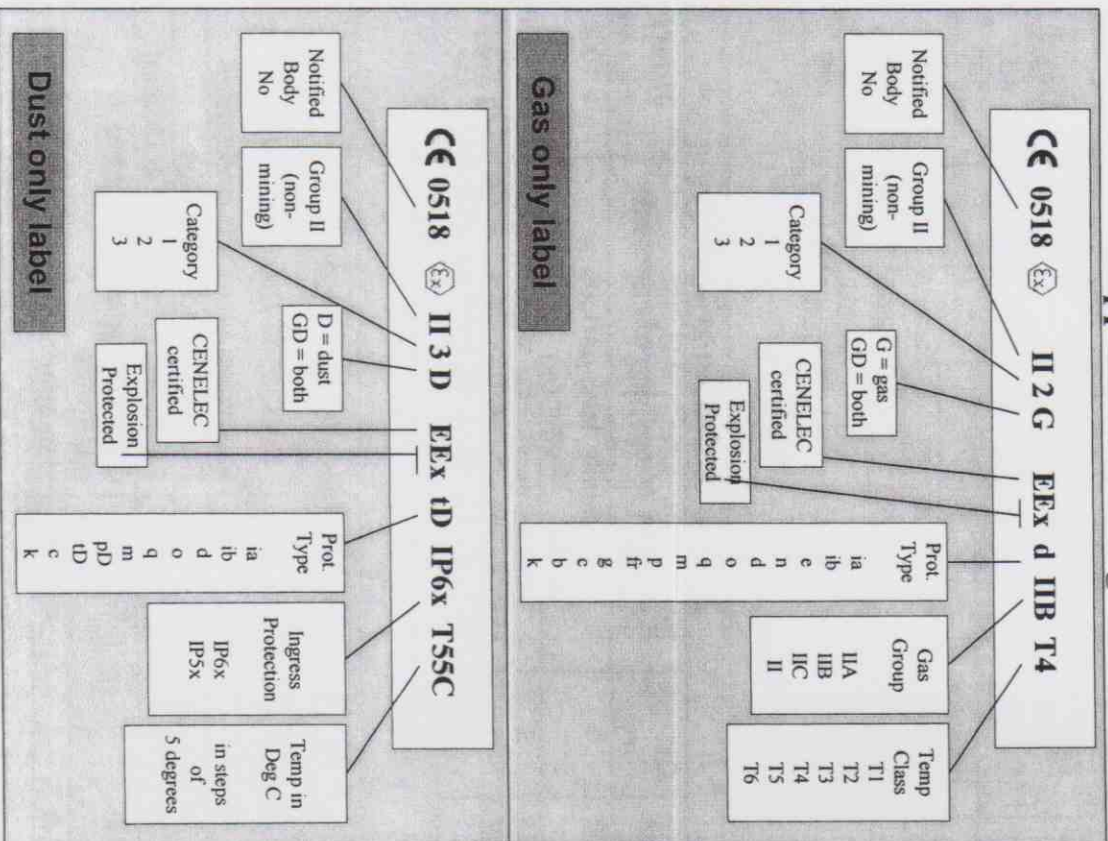 CE 0518 Ex II 2 G EEx d IIB T4
Notified
Body
No
Group II
(non-
mining)
Category
1
2
3
G = gas
GD = both
CENELEC
certified
Explosion
Protected
Prot.
Type
ia
ib
e
n
d
o
q
m
p
fr
g
c
b
k
Gas
Group
IIA
IIB
IIC
II
Temp
Class
T1
T2
T3
T4
T5
T6
Gas only label
CE 0518 Ex II 3 D EEx tD IP6x T55C
Notified
Body
No
Group II
(non-
mining)
Category
1
2
3
D = dust
GD = both
CENELEC
certified
Explosion
Protected
Prot.
Type
ia
ib
d
o
q
m
pD
tD
c
k
Ingress
Protection
IP6x
IP5x
Temp in
Deg C
in steps
of
5 degrees
Dust only label